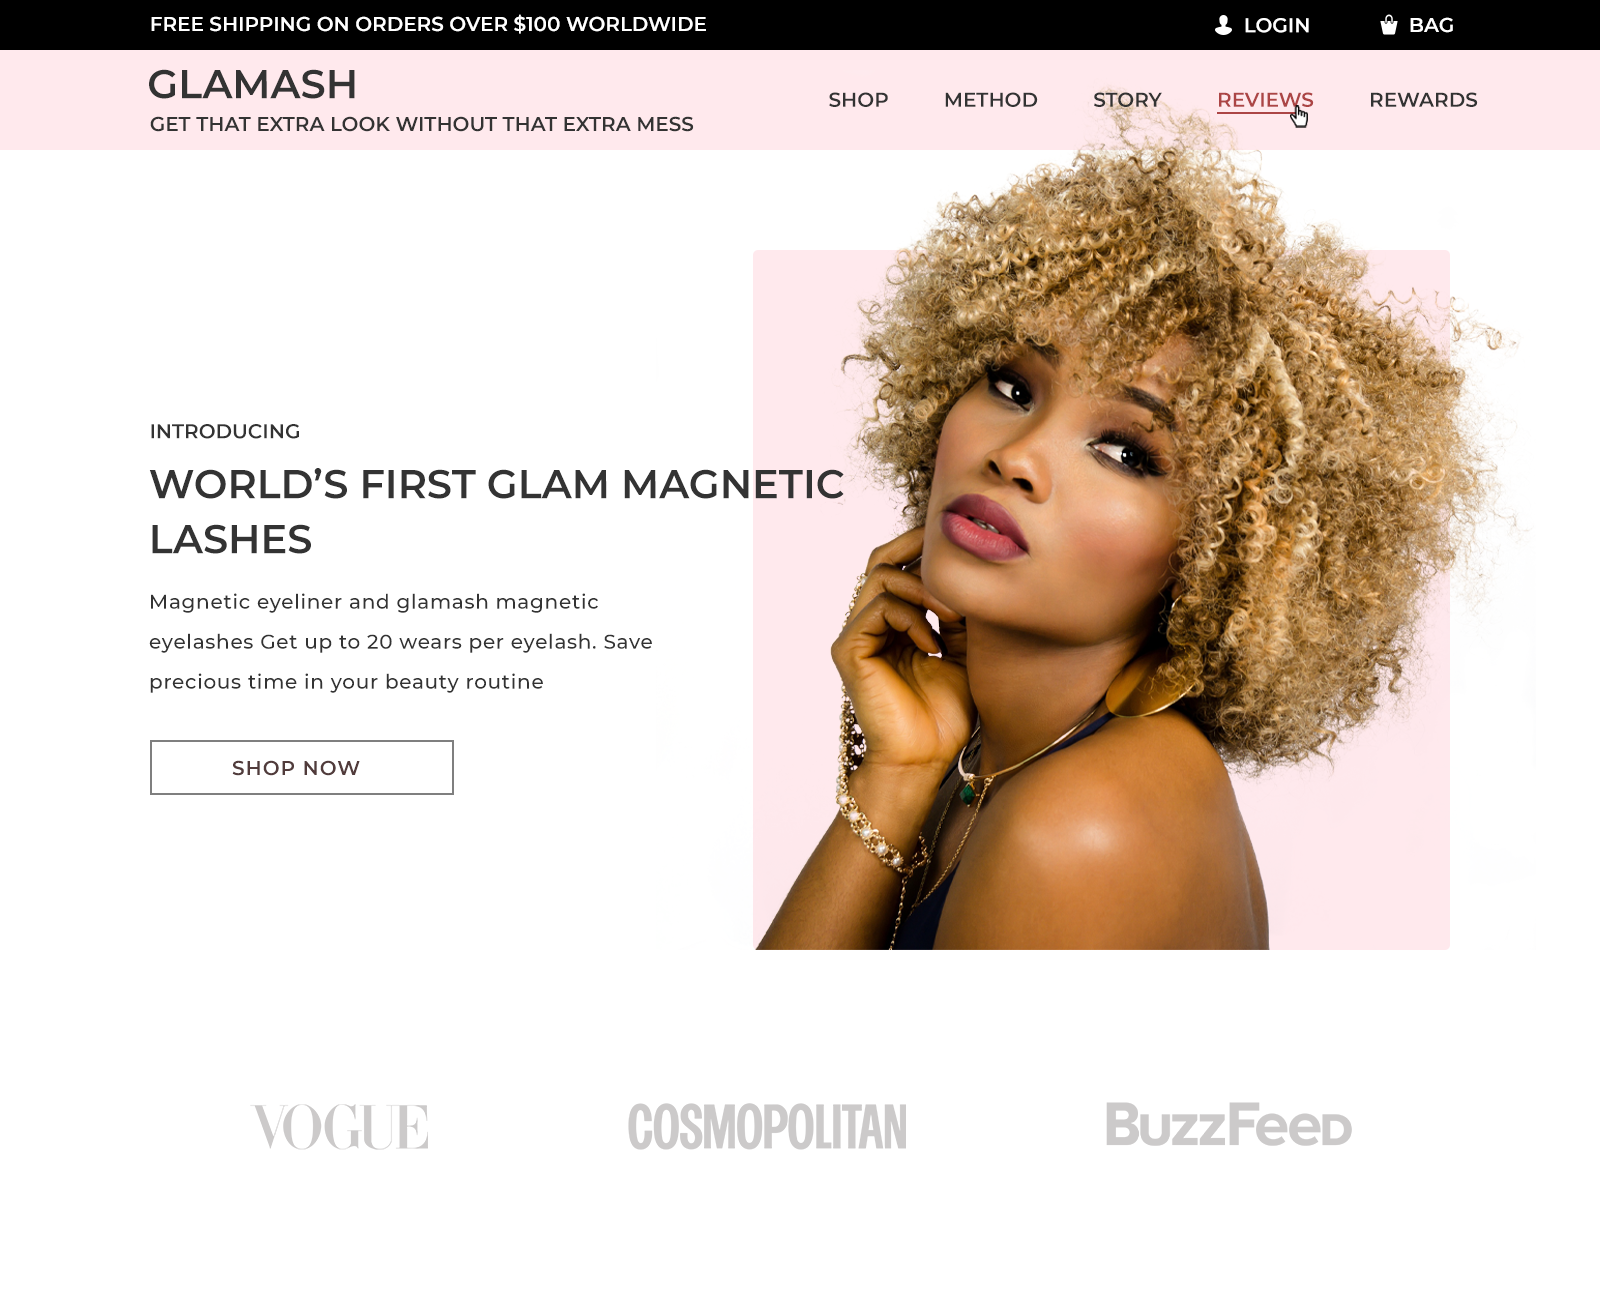 FREE SHIPPING ON ORDERS OVER $100 WORLDWIDE
LOGIN
BAG
GLAMASH
GET THAT EXTRA LOOK WITHOUT THAT EXTRA MESS
SHOP
METHOD
STORY
REVIEWS
REWARDS
INTRODUCING
WORLD’S FIRST GLAM MAGNETIC
LASHES
Magnetic eyeliner and glamash magnetic
eyelashes Get up to 20 wears per eyelash. Save
precious time in your beauty routine
SHOP NOW
VOGUE
COSMOPOLITAN
BuzzFeeD